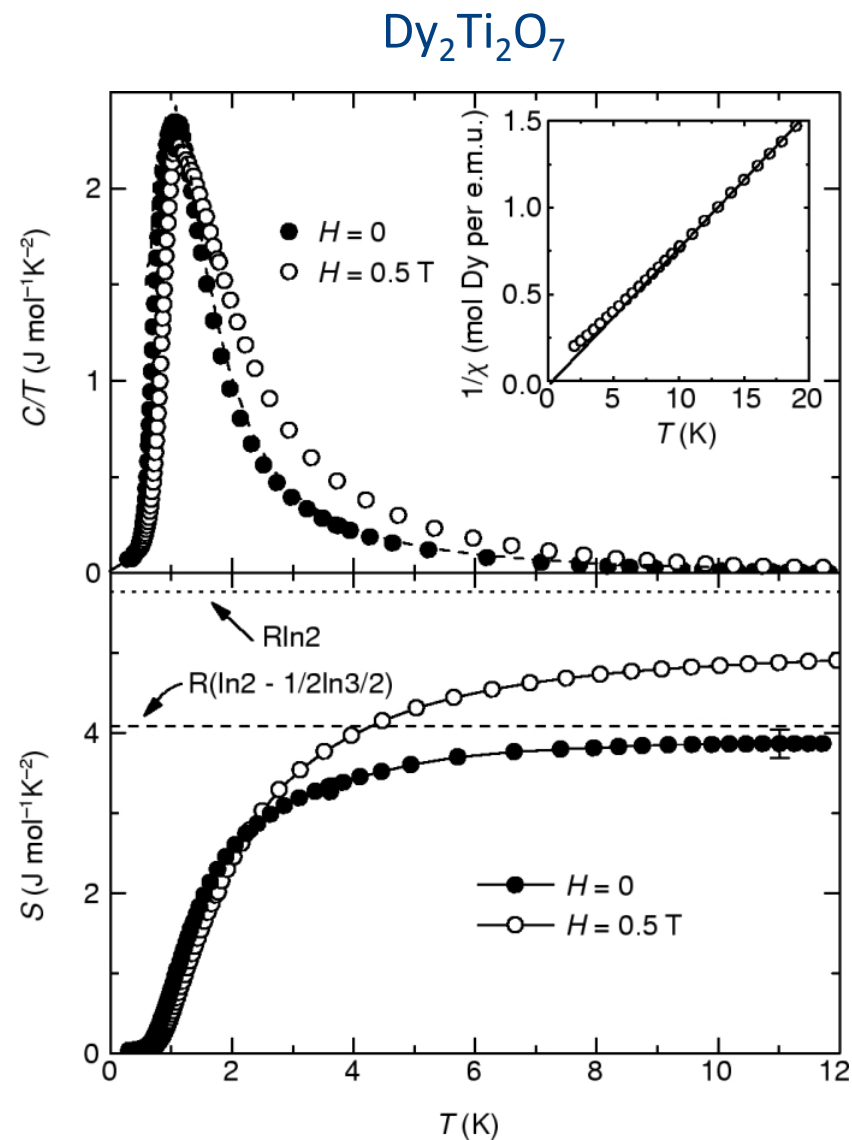 Dy₂Ti₂O₇
C/T (J mol⁻¹K⁻²)
2
1
0
H = 0
H = 0.5 T
1/χ (mol Dy per e.m.u.)
1.5
1.0
0.5
0.0
0 5 10 15 20
T (K)
Rln2
R(ln2 - 1/2ln3/2)
S (J mol⁻¹K⁻²)
4
2
0
H = 0
H = 0.5 T
0 2 4 6 8 10 12
T (K)